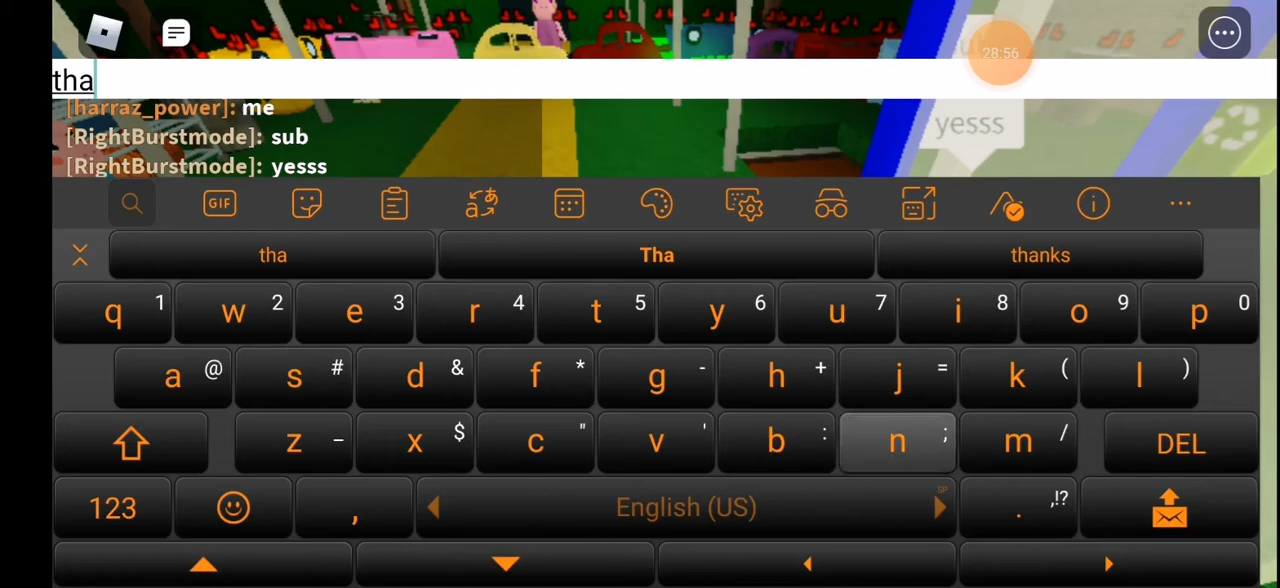 28:56
tha
[harraz_power]: me
yesss
[RightBurstmode]: sub
[RightBurstmode]: yesss
GIF
tha Tha thanks
q 1 w 2 e 3 r 4 t 5 y 6 u 7 i 8 o 9 p 0
a @ s # d & f * g - h + j = k ( l )
z _ x $ c " v ' b : n ; m / DEL
123 , English (US) SP . ,!?